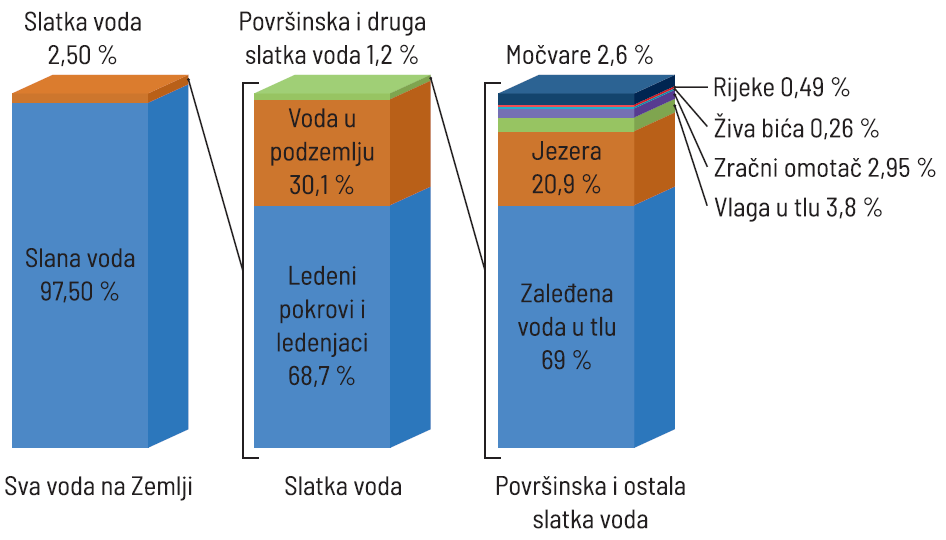 Slatka voda
2,50 %
Slana voda
97,50 %
Sva voda na Zemlji
Površinska i druga
slatka voda 1,2 %
Voda u
podzemlju
30,1 %
Ledeni
pokrovi i
ledenjaci
68,7 %
Slatka voda
Močvare 2,6 %
Rijeke 0,49 %
Živa bića 0,26 %
Zračni omotač 2,95 %
Vlaga u tlu 3,8 %
Jezera
20,9 %
Zaleđena
voda u tlu
69 %
Površinska i ostala
slatka voda